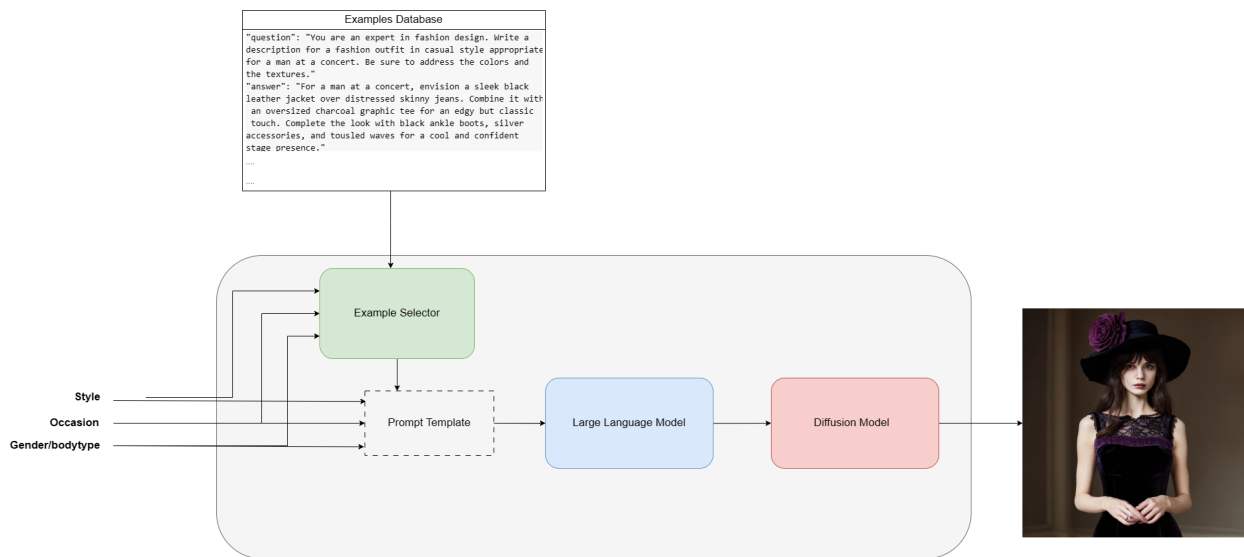 Examples Database
"question": "You are an expert in fashion design. Write a
description for a fashion outfit in casual style appropriate
for a man at a concert. Be sure to address the colors and
the textures."
"answer": "For a man at a concert, envision a sleek black
leather jacket over distressed skinny jeans. Combine it with
an oversized charcoal graphic tee for an edgy but classic
touch. Complete the look with black ankle boots, silver
accessories, and tousled waves for a cool and confident
stage presence."
....
....
Example Selector
Style
Occasion
Gender/bodytype
Prompt Template
Large Language Model
Diffusion Model